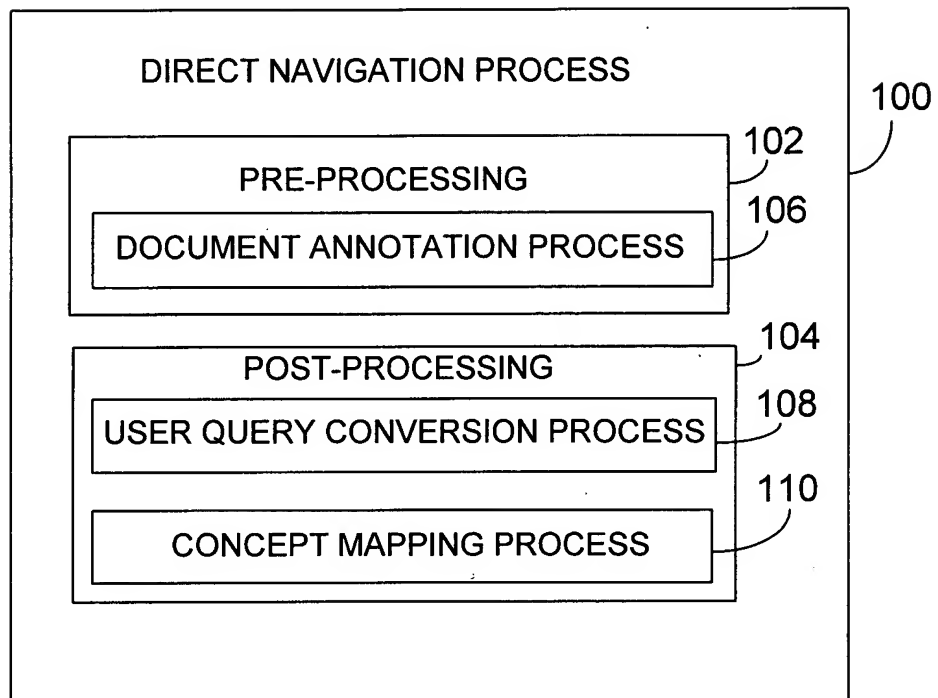 DIRECT NAVIGATION PROCESS
100
102
PRE-PROCESSING
106
DOCUMENT ANNOTATION PROCESS
104
POST-PROCESSING
108
USER QUERY CONVERSION PROCESS
110
CONCEPT MAPPING PROCESS